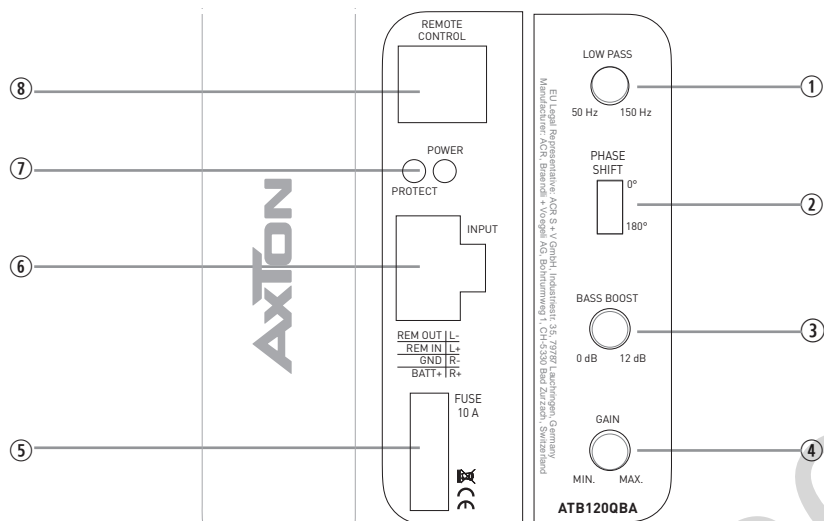 REMOTE
CONTROL
⑧
POWER
⑦
PROTECT
INPUT
⑥
REM OUT L-
REM IN L+
GND R-
BATT+ R+
FUSE
10 A
⑤
CE
AXTON
EU Legal Representative: ACR S + V GmbH, Industriestr. 35, 79787 Lauchringen, Germany
Manufacturer: ACR, Braendli + Voegeli AG, Bohrturmweg 1, CH-5330 Bad Zurzach, Switzerland
LOW PASS
①
50 Hz 150 Hz
PHASE
SHIFT
0°
②
180°
BASS BOOST
③
0 dB 12 dB
GAIN
④
MIN. MAX.
ATB120QBA